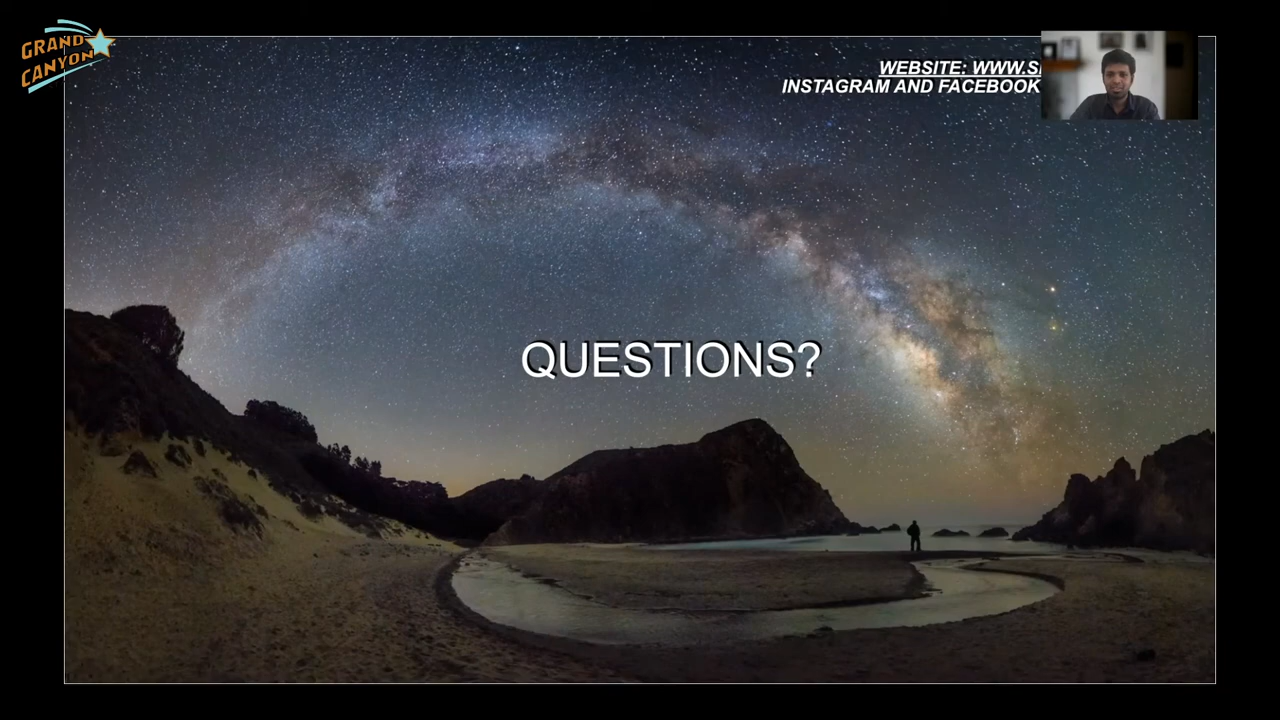 GRAND
CANYON
WEBSITE: WWW.
INSTAGRAM AND FACEBOOK
QUESTIONS?